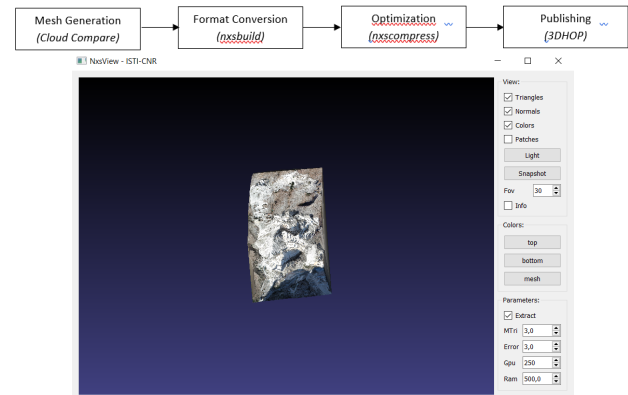 Mesh Generation
(Cloud Compare)
Format Conversion
(nxsbuild)
Optimization
(nxscompress)
Publishing
(3DHOP)
NxsView - ISTI-CNR
View:
Triangles
Normals
Colors
Patches
Light
Snapshot
Fov 30
Info
Colors:
top
bottom
mesh
Parameters:
Extract
MTri 3,0
Error 3,0
Gpu 250
Ram 500,0